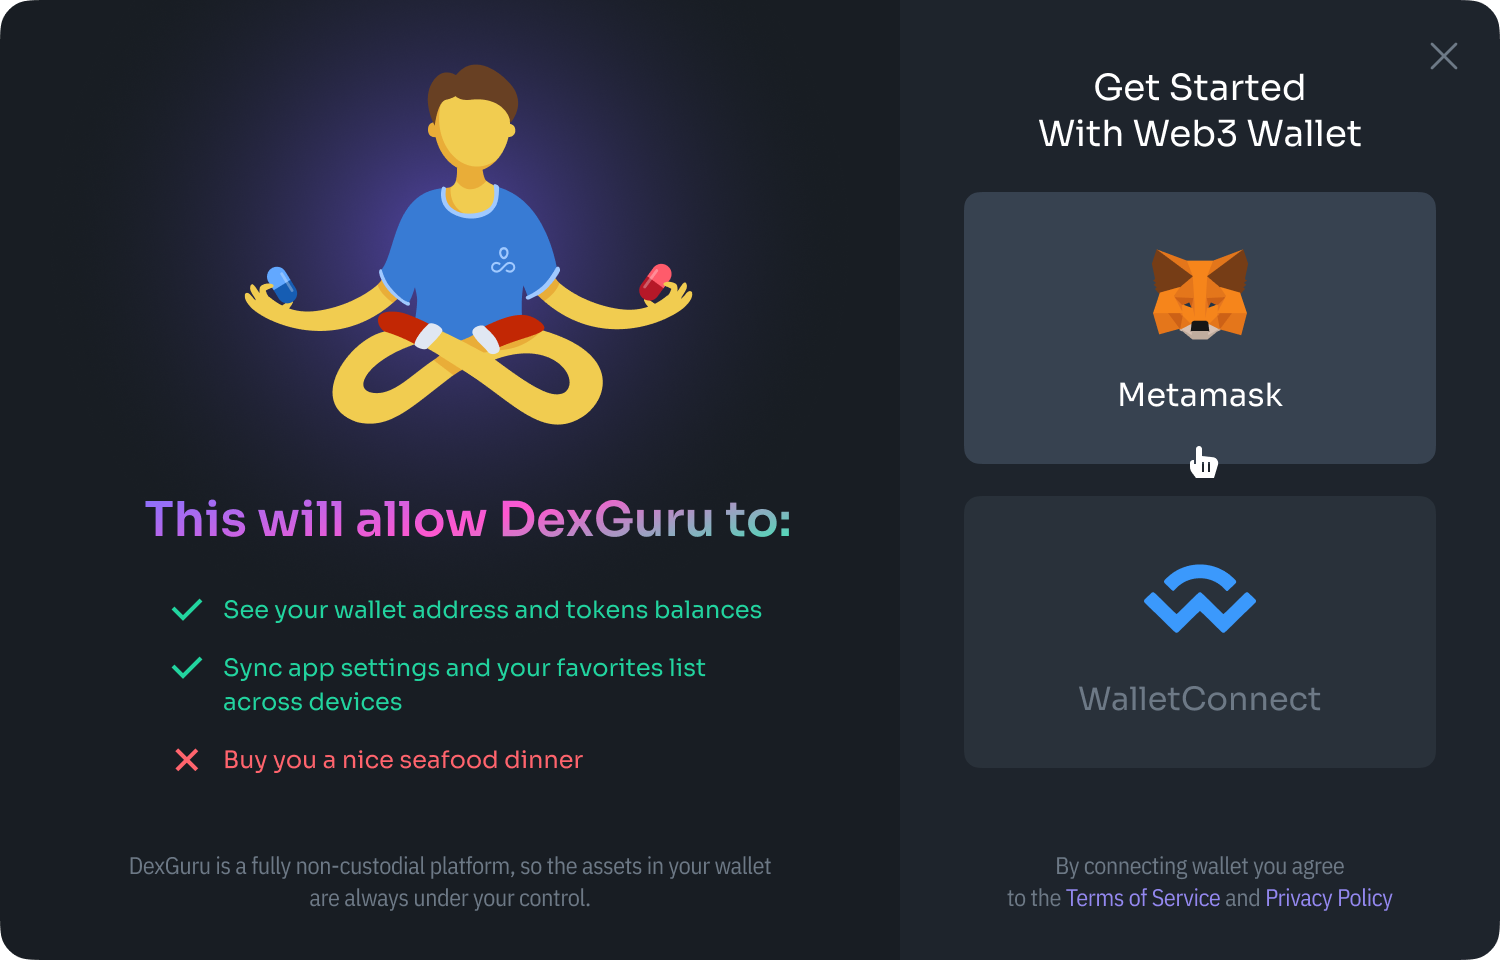 This will allow DexGuru to:
See your wallet address and tokens balances
Sync app settings and your favorites list
across devices
Buy you a nice seafood dinner
DexGuru is a fully non-custodial platform, so the assets in your wallet
are always under your control.
Get Started
With Web3 Wallet
Metamask
WalletConnect
By connecting wallet you agree
to the Terms of Service and Privacy Policy